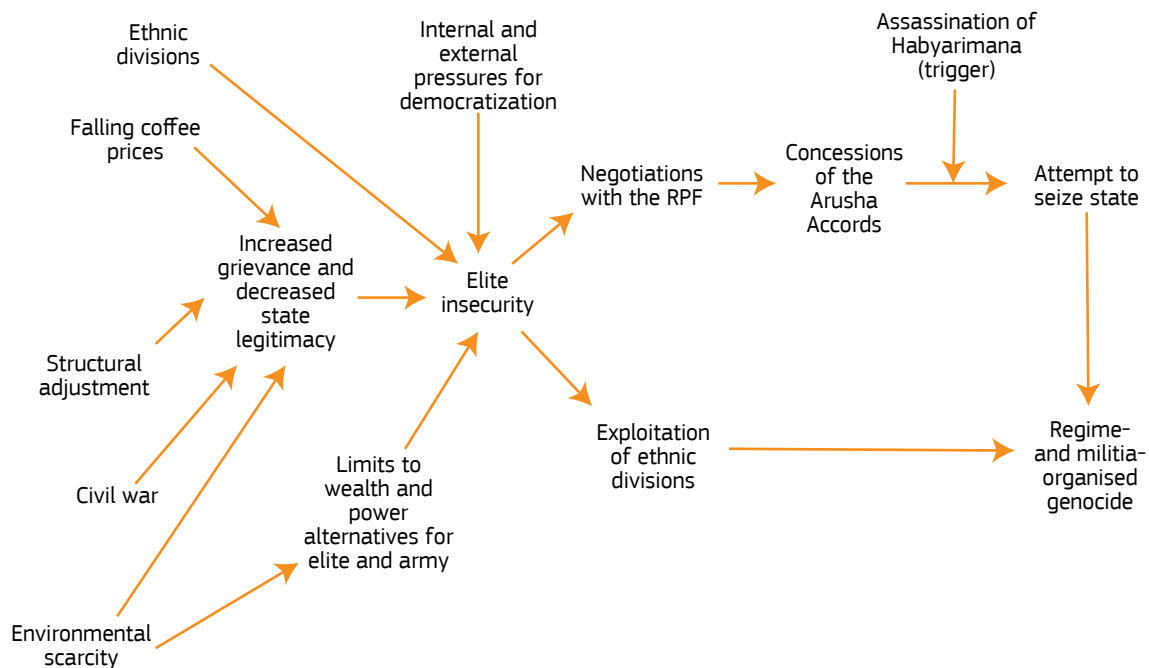 Ethnic
divisions
Internal and
external
pressures for
democratization
Assassination of
Habyarimana
(trigger)
Falling coffee
prices
Negotiations
with the RPF
Concessions
of the
Arusha
Accords
Attempt to
seize state
Increased
grievance and
decreased
state
legitimacy
Elite
insecurity
Structural
adjustment
Civil war
Limits to
wealth and
power
alternatives for
elite and army
Exploitation
of ethnic
divisions
Regime-
and militia-
organised
genocide
Environmental
scarcity